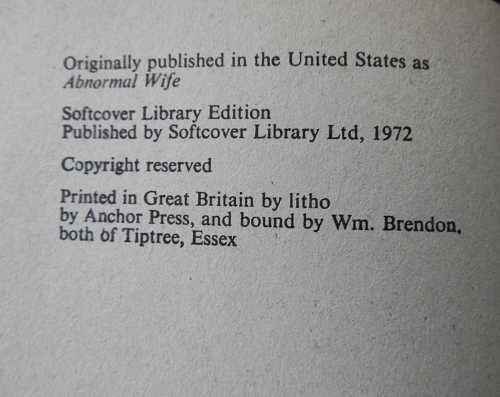 Originally published in the United States as
Abnormal Wife
Softcover Library Edition
Published by Softcover Library Ltd, 1972
Copyright reserved
Printed in Great Britain by litho
by Anchor Press, and bound by Wm. Brendon,
both of Tiptree, Essex